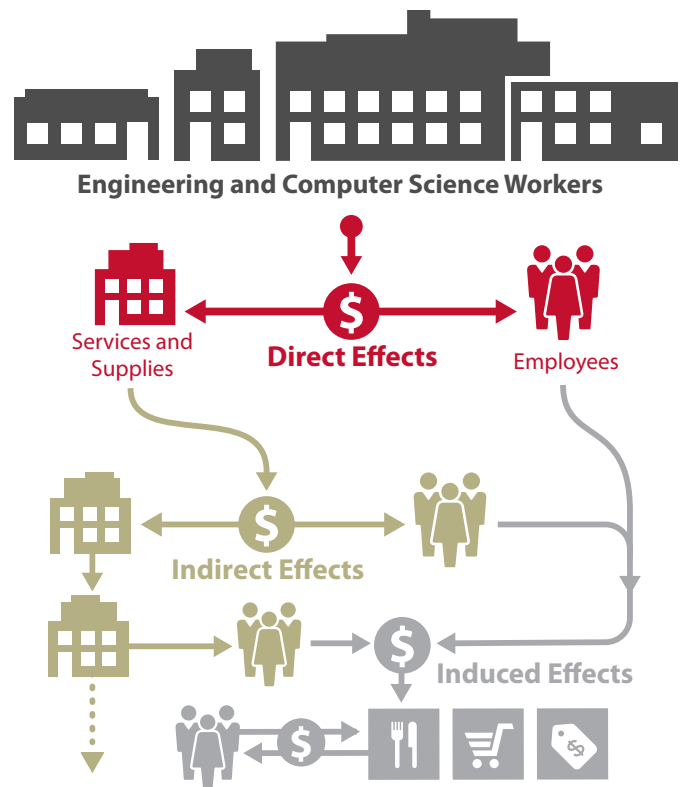 Engineering and Computer Science Workers
$
Services and
Supplies
Direct Effects
Employees
$
Indirect Effects
$
Induced Effects
$
$